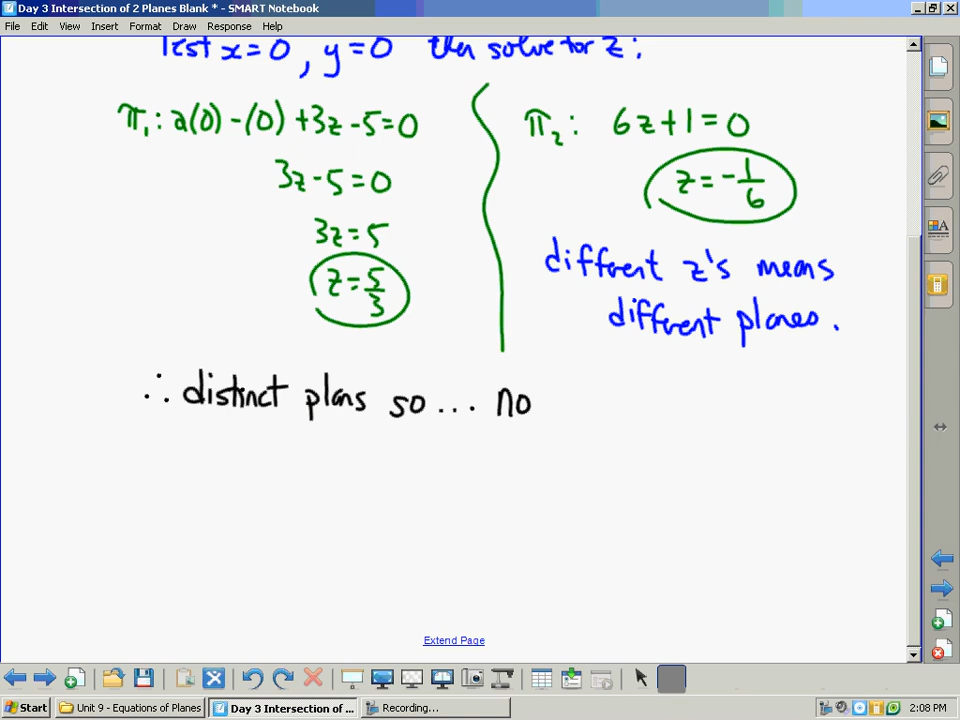 Day 3 Intersection of 2 Planes Blank * - SMART Notebook
File Edit View Insert Format Draw Response Help
Test x=0, y=0 then solve for z:
π₁: 2(0) -(0) +3z -5=0
3z-5=0
3z=5
z=5/3
π₂: 6z+1=0
z=-1/6
different z's means
different planes.
∴ distinct plans so... no
Extend Page
Start
Unit 9 - Equations of Planes
Day 3 Intersection of ...
Recording...
2:08 PM